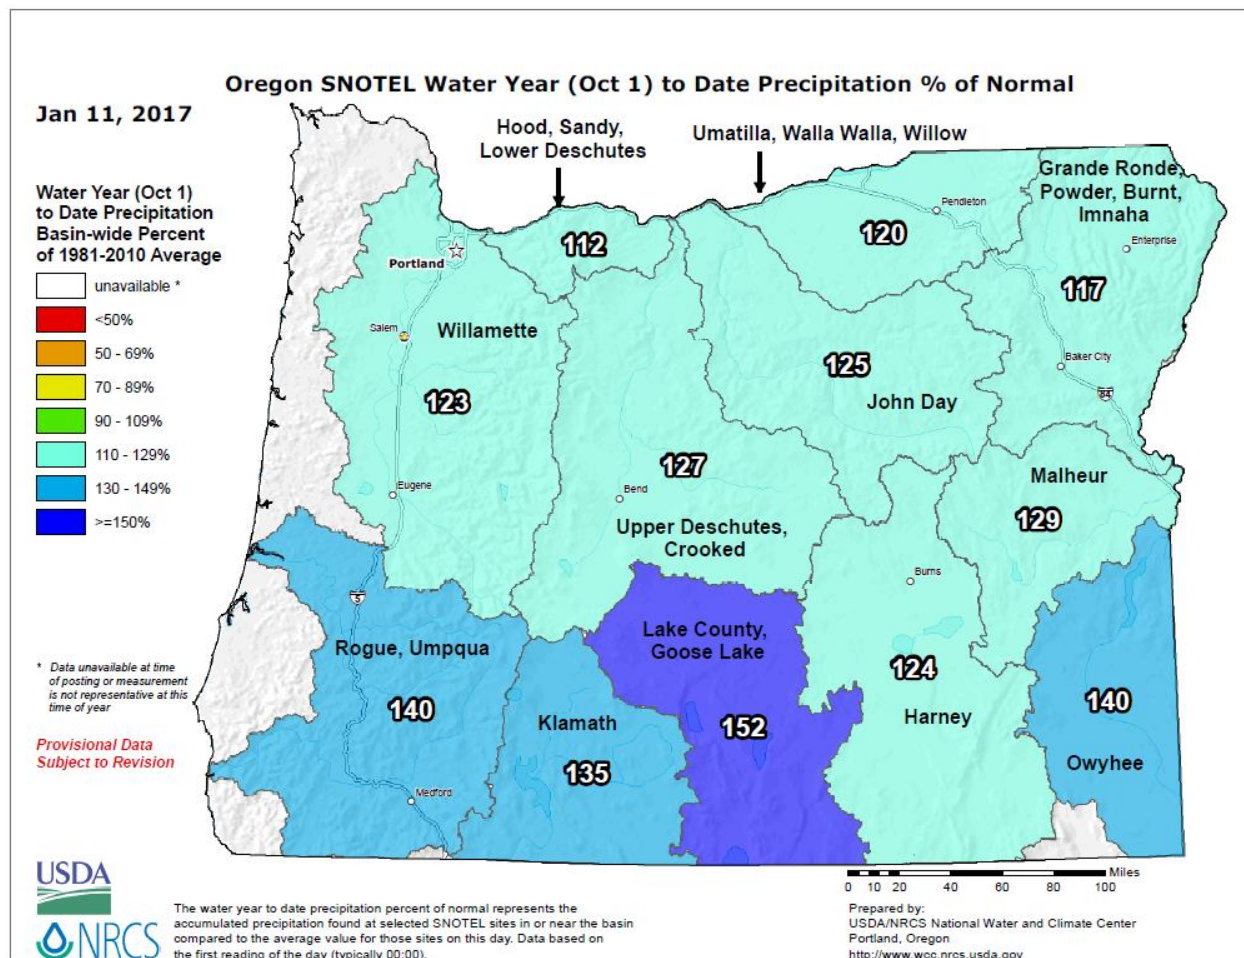 Oregon SNOTEL Water Year (Oct 1) to Date Precipitation % of Normal
Jan 11, 2017
Water Year (Oct 1)
to Date Precipitation
Basin-wide Percent
of 1981-2010 Average
unavailable *
<50%
50 - 69%
70 - 89%
90 - 109%
110 - 129%
130 - 149%
>=150%
* Data unavailable at time
of posting or measurement
is not representative at this
time of year
Provisional Data
Subject to Revision
Hood, Sandy,
Lower Deschutes
Umatilla, Walla Walla, Willow
Grande Ronde,
Powder, Burnt,
Imnaha
Pendleton
Enterprise
112
120
117
Portland
Salem
Willamette
123
125
John Day
Baker City
84
127
Bend
Upper Deschutes,
Crooked
Eugene
Malheur
129
Burns
5
Rogue, Umpqua
140
Lake County,
Goose Lake
152
Klamath
135
124
Harney
140
Owyhee
Medford
Miles
0 10 20 40 60 80 100
USDA
NRCS
The water year to date precipitation percent of normal represents the
accumulated precipitation found at selected SNOTEL sites in or near the basin
compared to the average value for those sites on this day. Data based on
the first reading of the day (typically 00:00).
Prepared by:
USDA/NRCS National Water and Climate Center
Portland, Oregon
http://www.wcc.nrcs.usda.gov